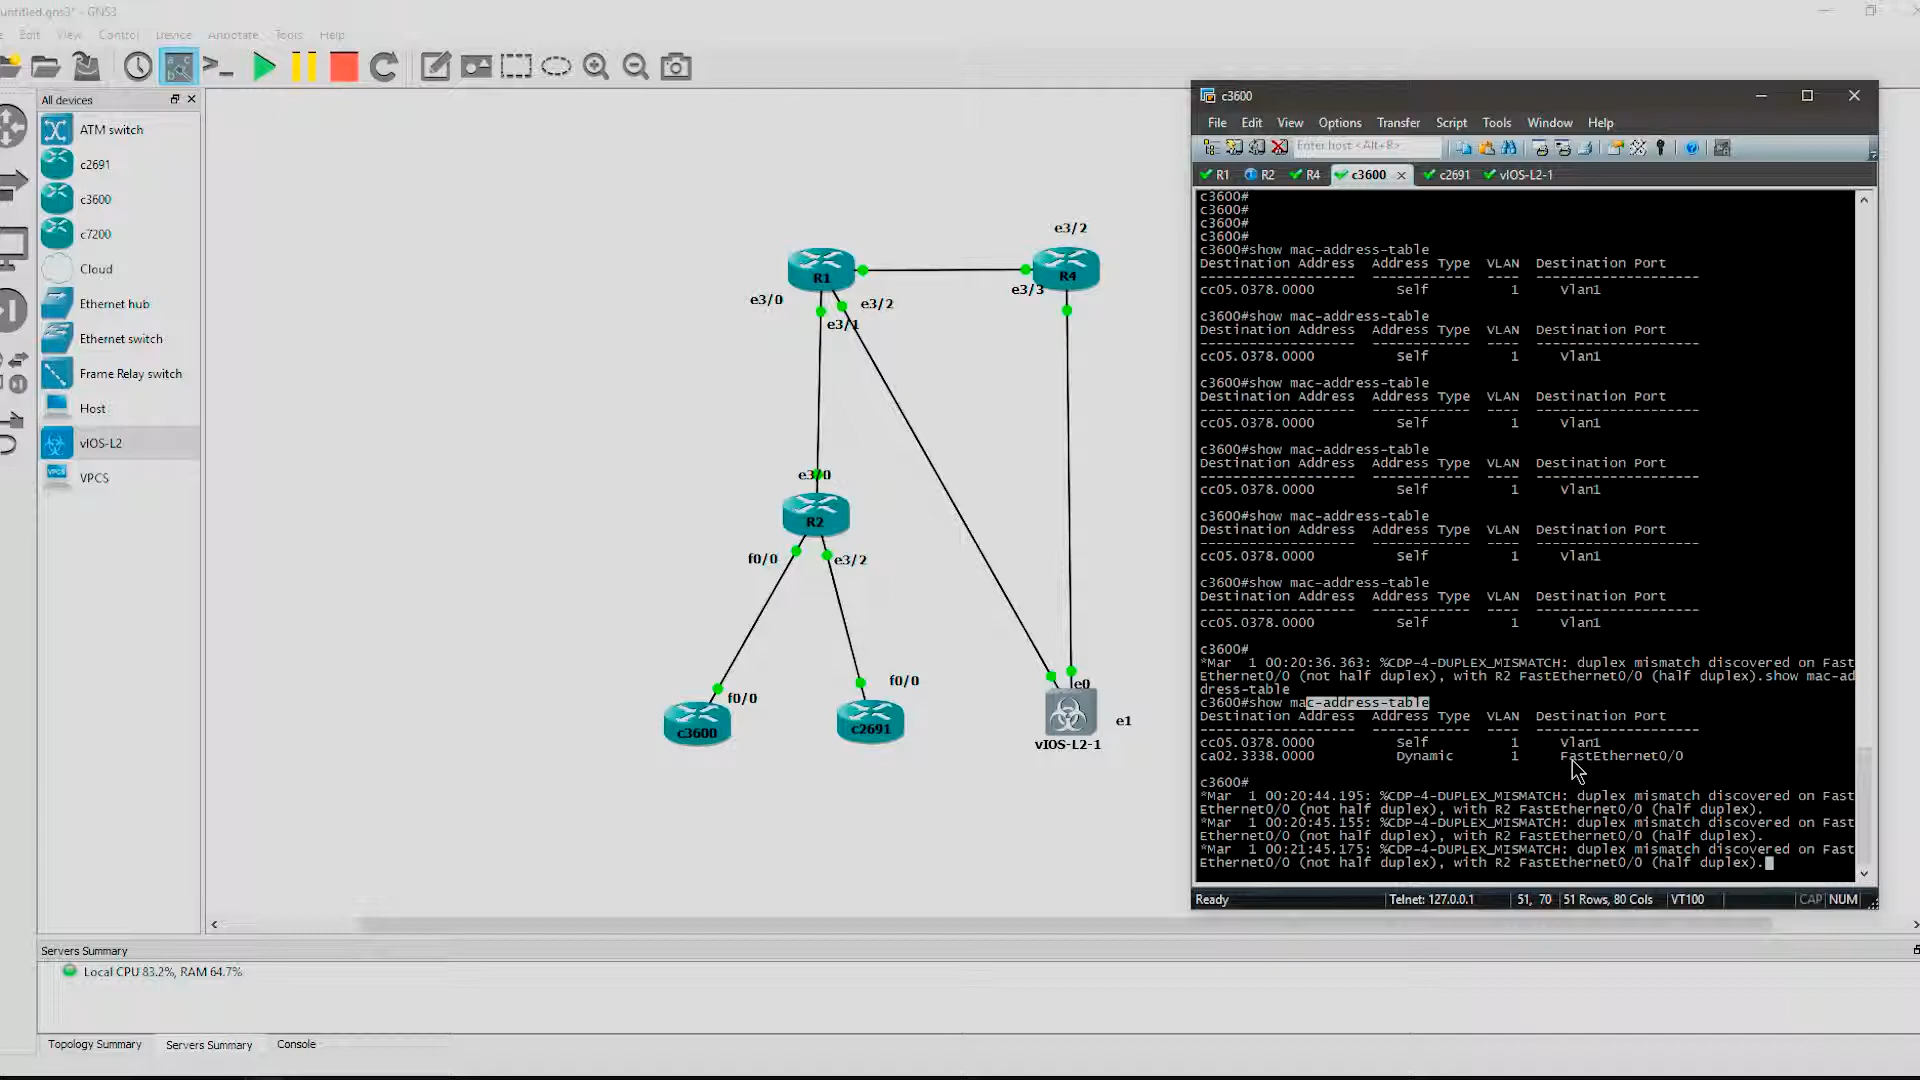 untitled.gns3* - GNS3
Edit View Control Device Annotate Tools Help
All devices
ATM switch
c2691
c3600
c7200
Cloud
Ethernet hub
Ethernet switch
Frame Relay switch
Host
vIOS-L2
VPCS
e3/2
R1
R4
e3/0
e3/2
e3/3
e3/1
e3/0
R2
f0/0
e3/2
f0/0
f0/0
e0
c3600
c2691
e1
vIOS-L2-1
c3600
File Edit View Options Transfer Script Tools Window Help
Enter host <Alt+R>
R1 R2 R4 c3600 c2691 vIOS-L2-1
c3600#
c3600#
c3600#
c3600#
c3600#show mac-address-table
Destination Address  Address Type  VLAN  Destination Port
-------------------  ------------  ----  --------------------
cc05.0378.0000          Self          1     Vlan1
c3600#show mac-address-table
Destination Address  Address Type  VLAN  Destination Port
-------------------  ------------  ----  --------------------
cc05.0378.0000          Self          1     Vlan1
c3600#show mac-address-table
Destination Address  Address Type  VLAN  Destination Port
-------------------  ------------  ----  --------------------
cc05.0378.0000          Self          1     Vlan1
c3600#show mac-address-table
Destination Address  Address Type  VLAN  Destination Port
-------------------  ------------  ----  --------------------
cc05.0378.0000          Self          1     Vlan1
c3600#show mac-address-table
Destination Address  Address Type  VLAN  Destination Port
-------------------  ------------  ----  --------------------
cc05.0378.0000          Self          1     Vlan1
c3600#show mac-address-table
Destination Address  Address Type  VLAN  Destination Port
-------------------  ------------  ----  --------------------
cc05.0378.0000          Self          1     Vlan1
c3600#
*Mar  1 00:20:36.363: %CDP-4-DUPLEX_MISMATCH: duplex mismatch discovered on Fast
Ethernet0/0 (not half duplex), with R2 FastEthernet0/0 (half duplex).show mac-ad
dress-table
c3600#show mac-address-table
Destination Address  Address Type  VLAN  Destination Port
-------------------  ------------  ----  --------------------
cc05.0378.0000          Self          1     Vlan1
ca02.3338.0000          Dynamic       1     FastEthernet0/0
c3600#
*Mar  1 00:20:44.195: %CDP-4-DUPLEX_MISMATCH: duplex mismatch discovered on Fast
Ethernet0/0 (not half duplex), with R2 FastEthernet0/0 (half duplex).
*Mar  1 00:20:45.155: %CDP-4-DUPLEX_MISMATCH: duplex mismatch discovered on Fast
Ethernet0/0 (not half duplex), with R2 FastEthernet0/0 (half duplex).
*Mar  1 00:21:45.175: %CDP-4-DUPLEX_MISMATCH: duplex mismatch discovered on Fast
Ethernet0/0 (not half duplex), with R2 FastEthernet0/0 (half duplex).
Ready Telnet: 127.0.0.1 51, 70 51 Rows, 80 Cols VT100 CAP NUM
Servers Summary
Local CPU 83.2%, RAM 64.7%
Topology Summary Servers Summary Console